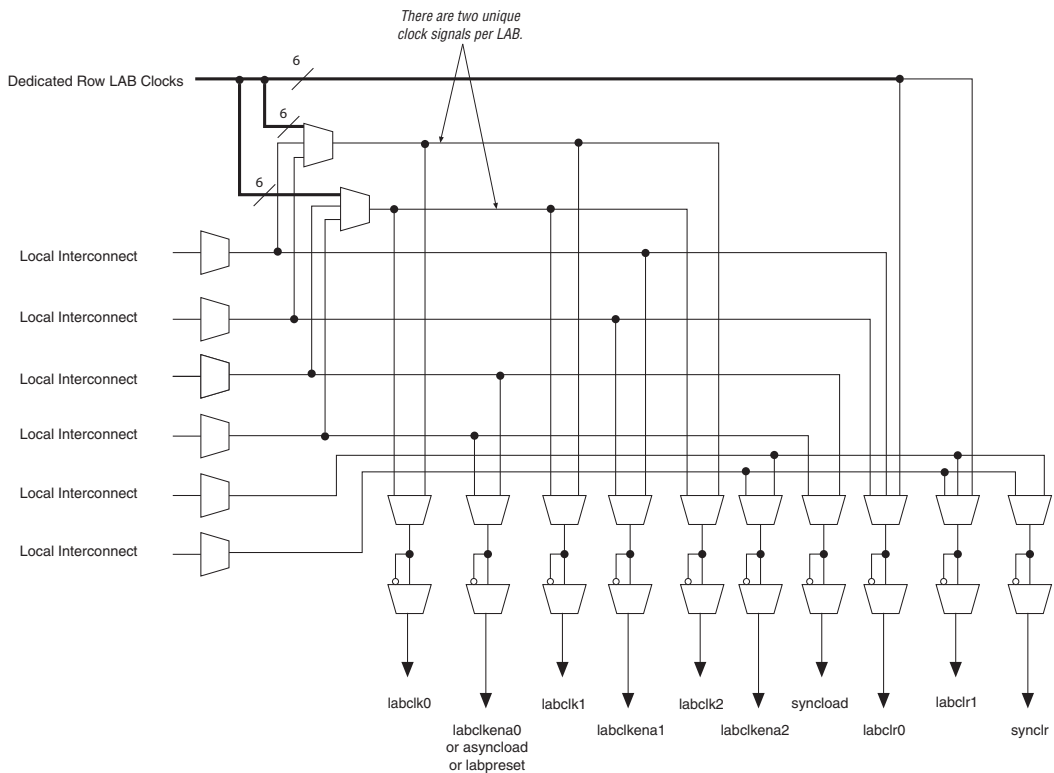 There are two unique
clock signals per LAB.
6
Dedicated Row LAB Clocks
6
6
Local Interconnect
Local Interconnect
Local Interconnect
Local Interconnect
Local Interconnect
Local Interconnect
labclk0
labclk1
labclk2
syncload
labclr1
labclkena0
or asyncload
or labpreset
labclkena1
labclkena2
labclr0
synclr